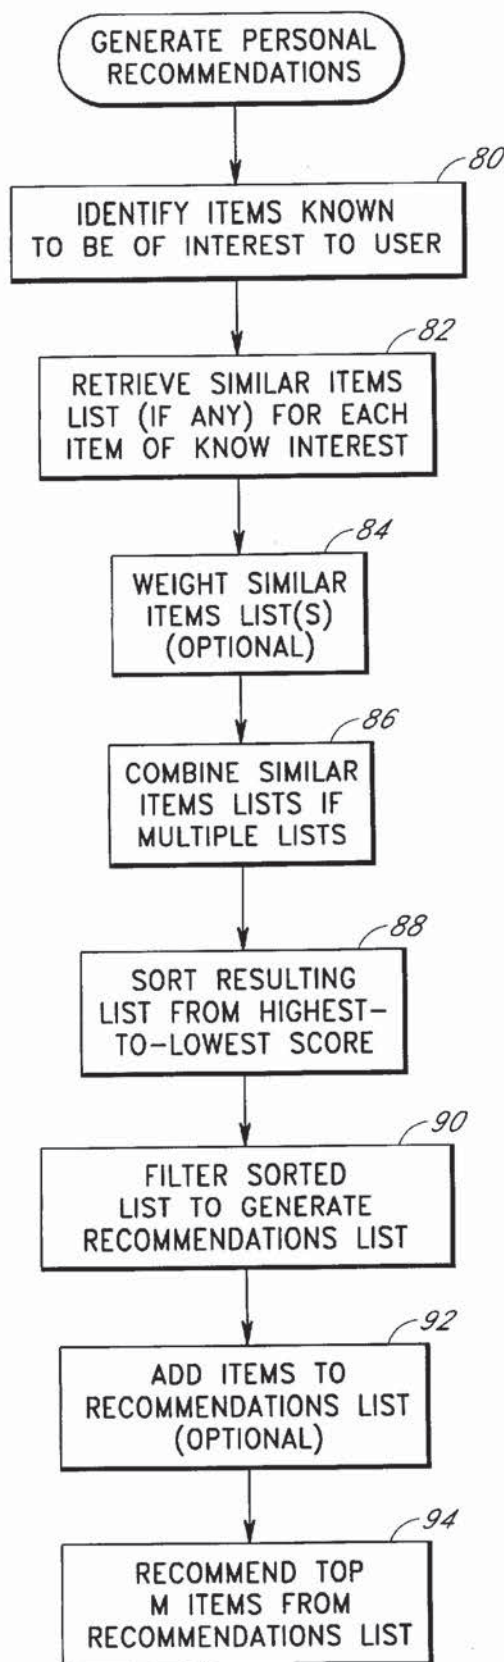 GENERATE PERSONAL
RECOMMENDATIONS
80
IDENTIFY ITEMS KNOWN
TO BE OF INTEREST TO USER
82
RETRIEVE SIMILAR ITEMS
LIST (IF ANY) FOR EACH
ITEM OF KNOW INTEREST
84
WEIGHT SIMILAR
ITEMS LIST(S)
(OPTIONAL)
86
COMBINE SIMILAR
ITEMS LISTS IF
MULTIPLE LISTS
88
SORT RESULTING
LIST FROM HIGHEST-
TO-LOWEST SCORE
90
FILTER SORTED
LIST TO GENERATE
RECOMMENDATIONS LIST
92
ADD ITEMS TO
RECOMMENDATIONS LIST
(OPTIONAL)
94
RECOMMEND TOP
M ITEMS FROM
RECOMMENDATIONS LIST